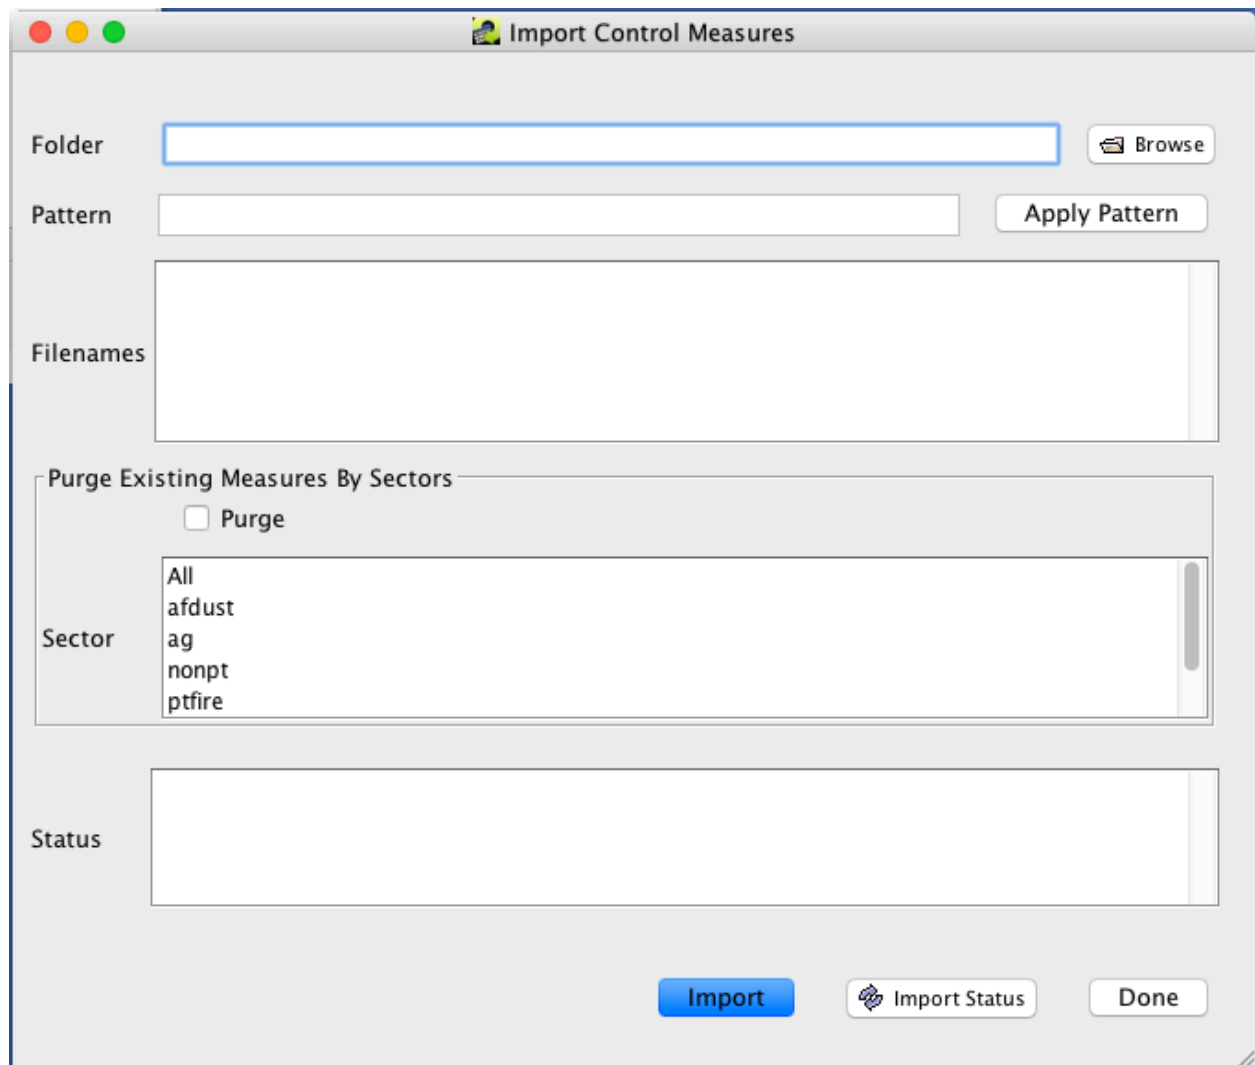 Import Control Measures
Folder
Browse
Pattern
Apply Pattern
Filenames
Purge Existing Measures By Sectors
Purge
Sector
All
afdust
ag
nonpt
ptfire
Status
Import
Import Status
Done